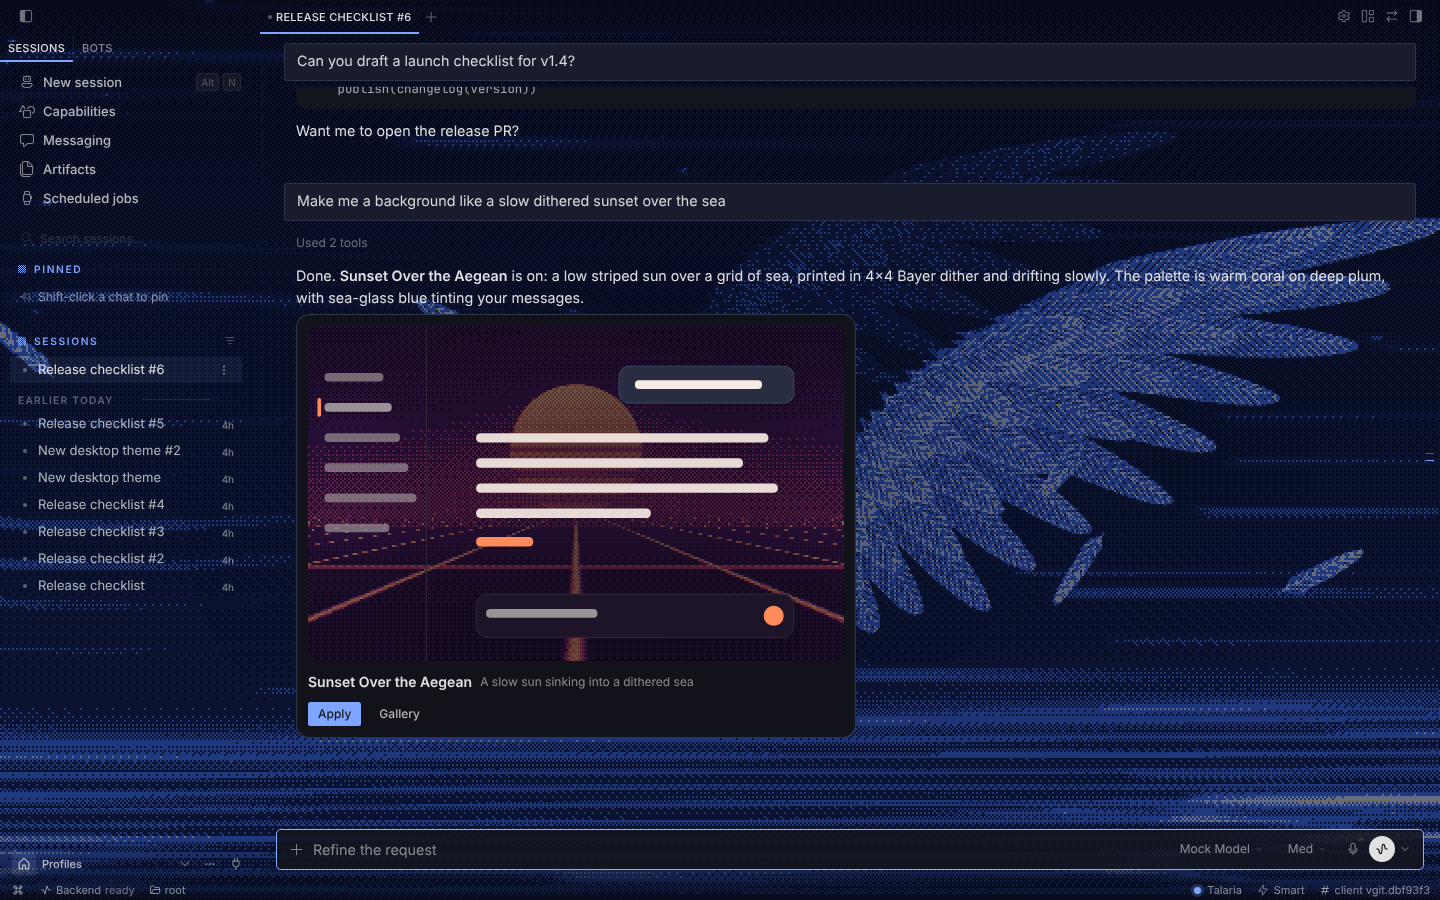 RELEASE CHECKLIST #6
SESSIONS BOTS
New session Alt N
Capabilities
Messaging
Artifacts
Scheduled jobs
Search sessions...
PINNED
Shift-click a chat to pin
SESSIONS
Release checklist #6
EARLIER TODAY
Release checklist #5 4h
New desktop theme #2 4h
New desktop theme 4h
Release checklist #4 4h
Release checklist #3 4h
Release checklist #2 4h
Release checklist 4h
Can you draft a launch checklist for v1.4?
publish(changelog(version))
Want me to open the release PR?
Make me a background like a slow dithered sunset over the sea
Used 2 tools
Done. Sunset Over the Aegean is on: a low striped sun over a grid of sea, printed in 4×4 Bayer dither and drifting slowly. The palette is warm coral on deep plum,
with sea-glass blue tinting your messages.
Sunset Over the Aegean A slow sun sinking into a dithered sea
Apply Gallery
Refine the request Mock Model Med
Profiles
Backend ready root Talaria Smart # client vgit.dbf93f3